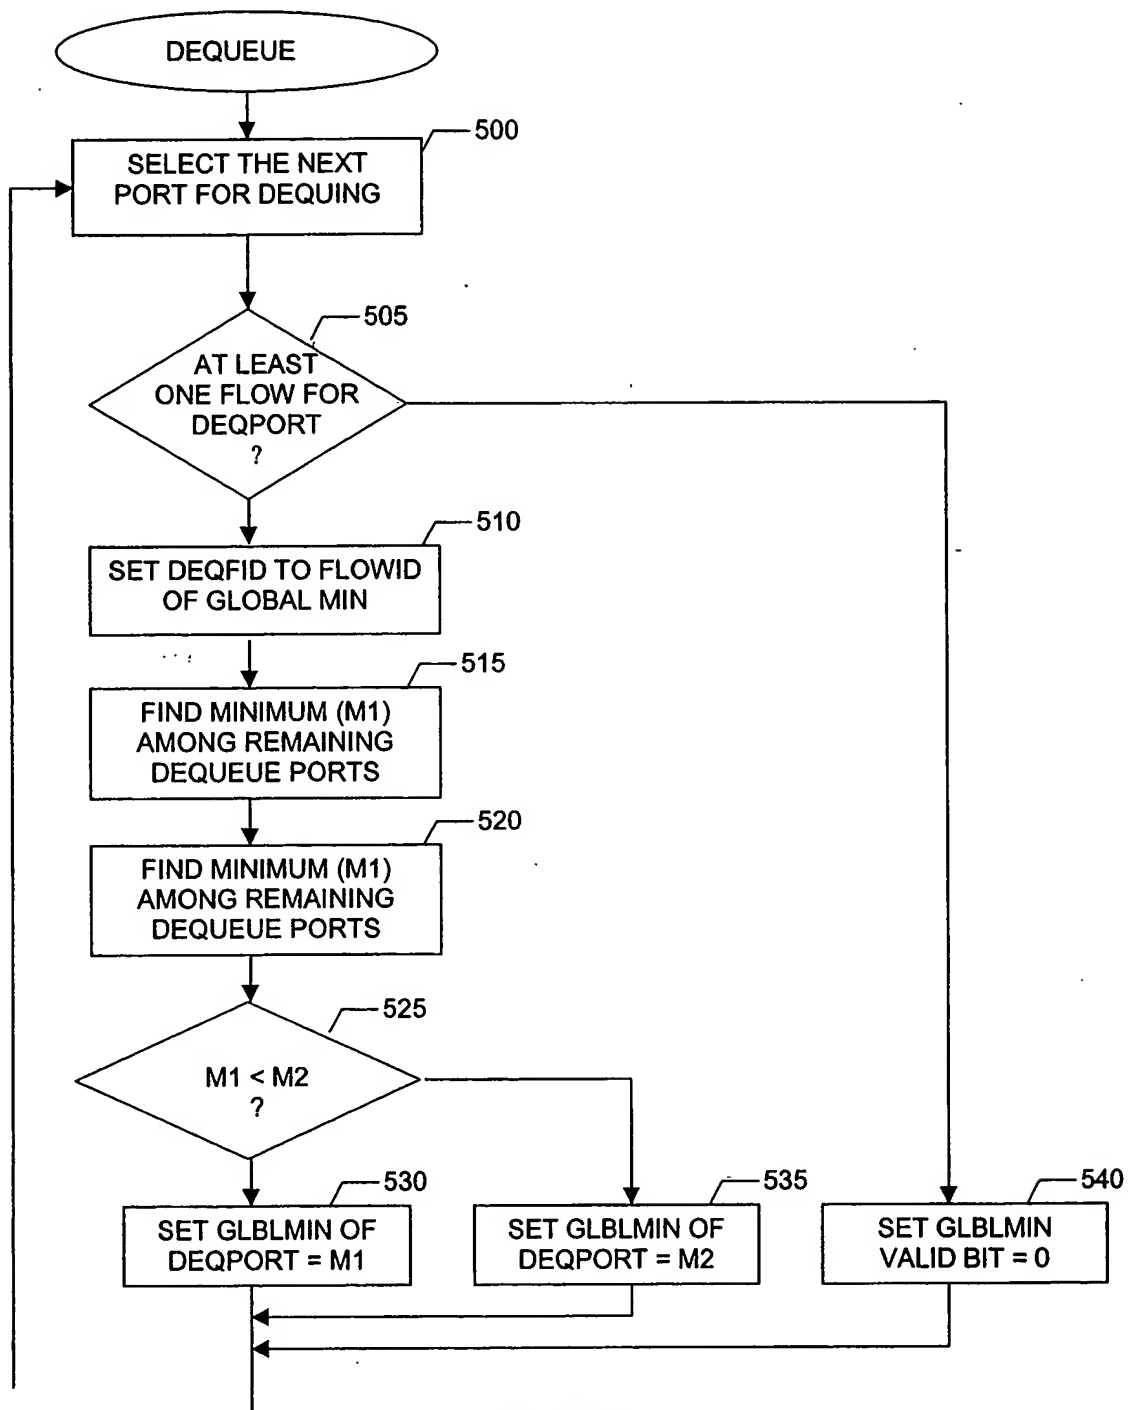 DEQUEUE
500
SELECT THE NEXT
PORT FOR DEQUING
505
AT LEAST
ONE FLOW FOR
DEQPORT
?
510
SET DEQFID TO FLOWID
OF GLOBAL MIN
515
FIND MINIMUM (M1)
AMONG REMAINING
DEQUEUE PORTS
520
FIND MINIMUM (M1)
AMONG REMAINING
DEQUEUE PORTS
525
M1 < M2
?
530
SET GLBLMIN OF
DEQPORT = M1
535
SET GLBLMIN OF
DEQPORT = M2
540
SET GLBLMIN
VALID BIT = 0